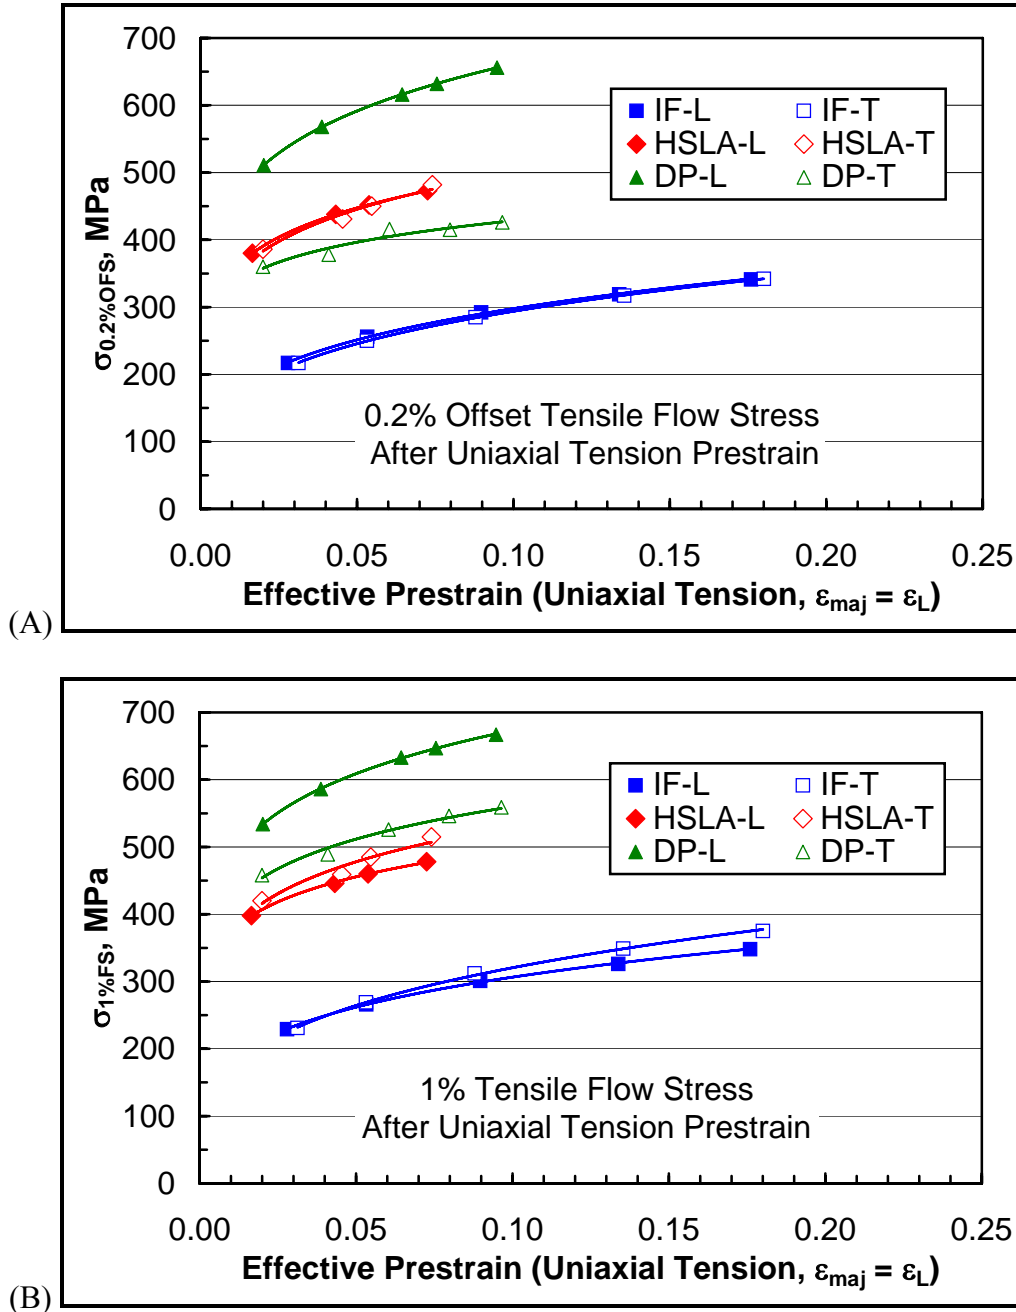 700
600
500
400
300
200
100
0
σ0.2%OFS, MPa
IF-L
IF-T
HSLA-L
HSLA-T
DP-L
DP-T
0.2% Offset Tensile Flow Stress
After Uniaxial Tension Prestrain
0.00 0.05 0.10 0.15 0.20 0.25
Effective Prestrain (Uniaxial Tension, εmaj = εL)
(A)
700
600
500
400
300
200
100
0
σ1%FS, MPa
IF-L
IF-T
HSLA-L
HSLA-T
DP-L
DP-T
1% Tensile Flow Stress
After Uniaxial Tension Prestrain
0.00 0.05 0.10 0.15 0.20 0.25
Effective Prestrain (Uniaxial Tension, εmaj = εL)
(B)